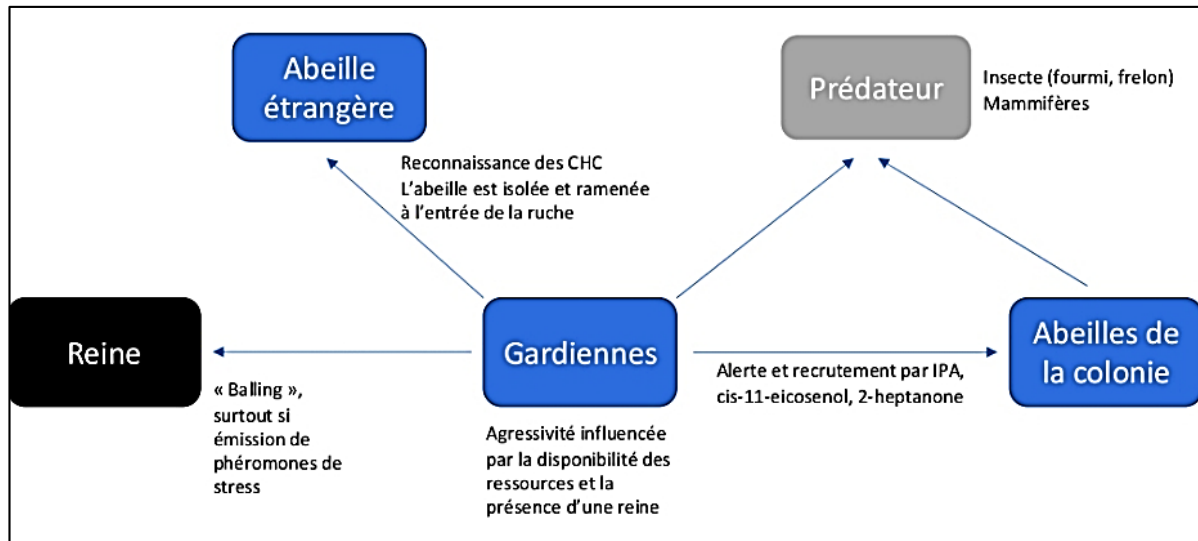 Abeille
étrangère
Prédateur
Insecte (fourmi, frelon)
Mammifères
Reconnaissance des CHC
L'abeille est isolée et ramenée
à l'entrée de la ruche
Reine
Gardiennes
Abeilles de
la colonie
« Balling »,
surtout si
émission de
phéromones de
stress
Agressivité influencée
par la disponibilité des
ressources et la
présence d'une reine
Alerte et recrutement par IPA,
cis-11-eicosenol, 2-heptanone